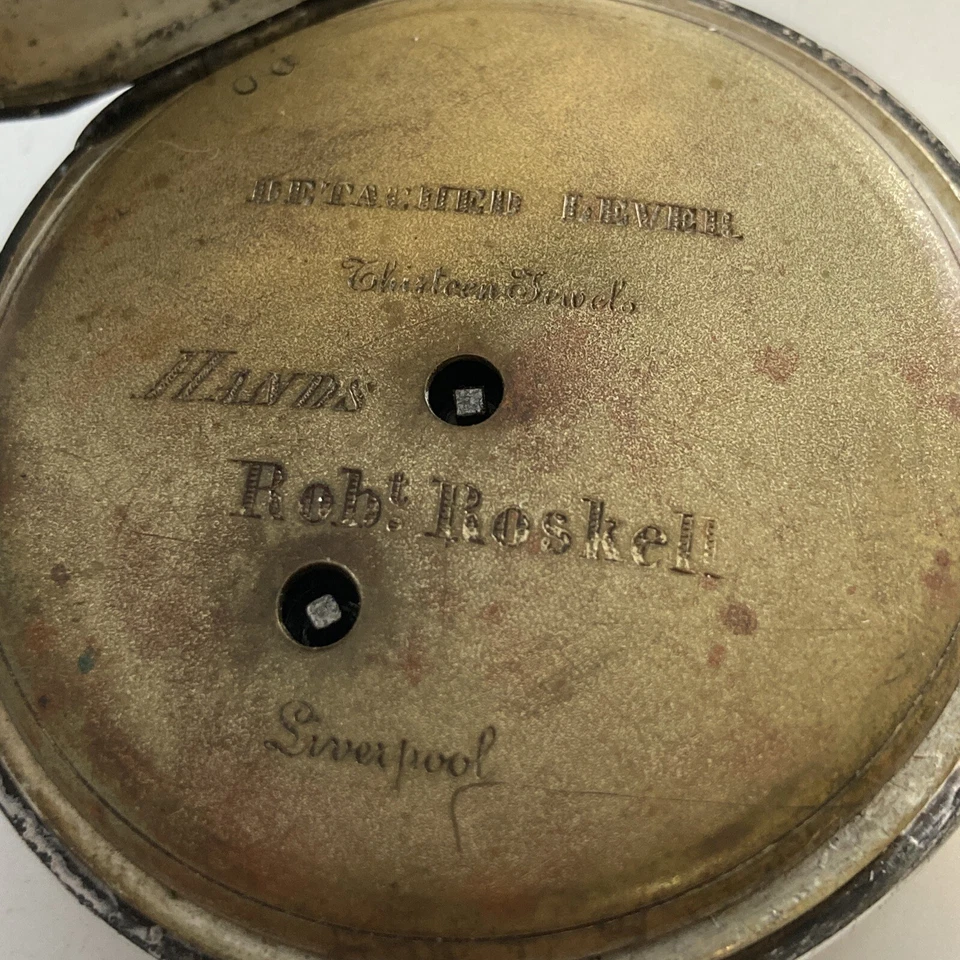 DETACHED LEVER
Thirteen Jewels
HANDS
Robt. Roskell
Liverpool